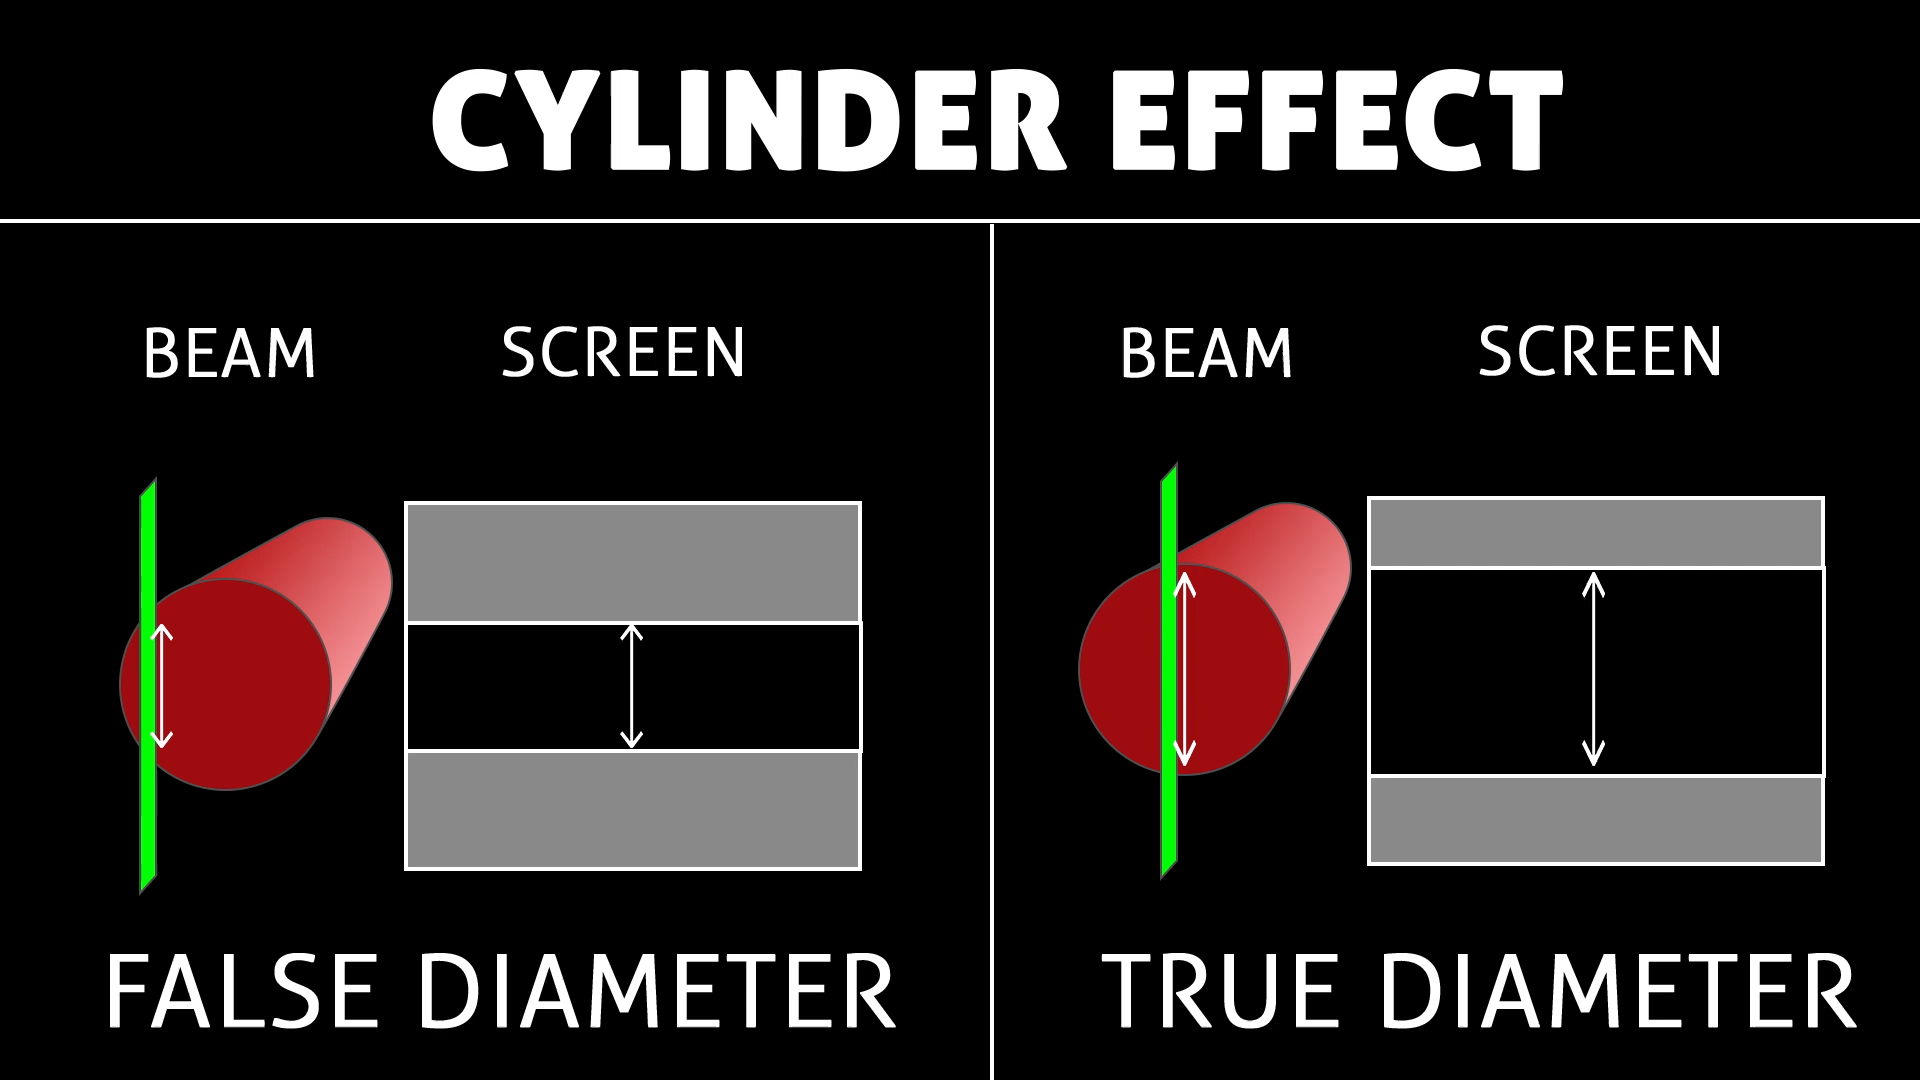 CYLINDER EFFECT
BEAM
SCREEN
BEAM
SCREEN
FALSE DIAMETER
TRUE DIAMETER